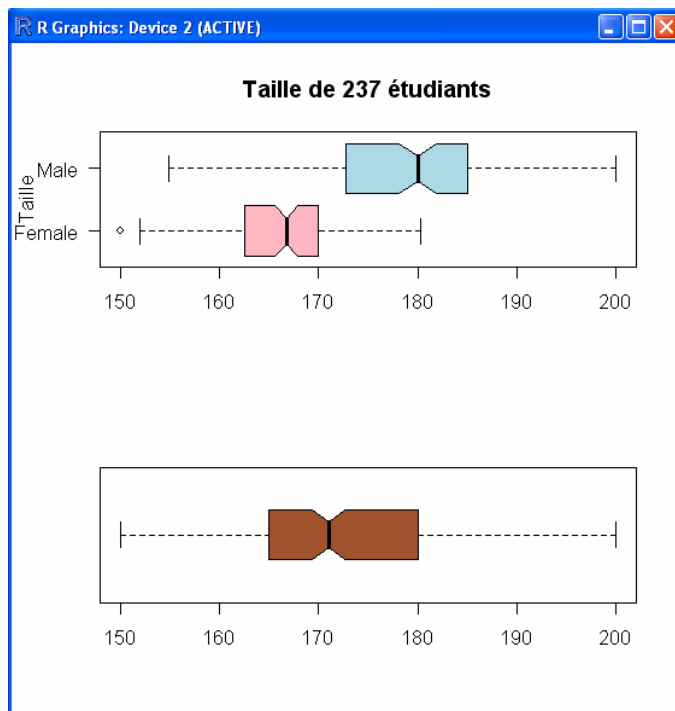 R Graphics: Device 2 (ACTIVE)
Taille de 237 étudiants
Taille
Male
Female
150 160 170 180 190 200
150 160 170 180 190 200